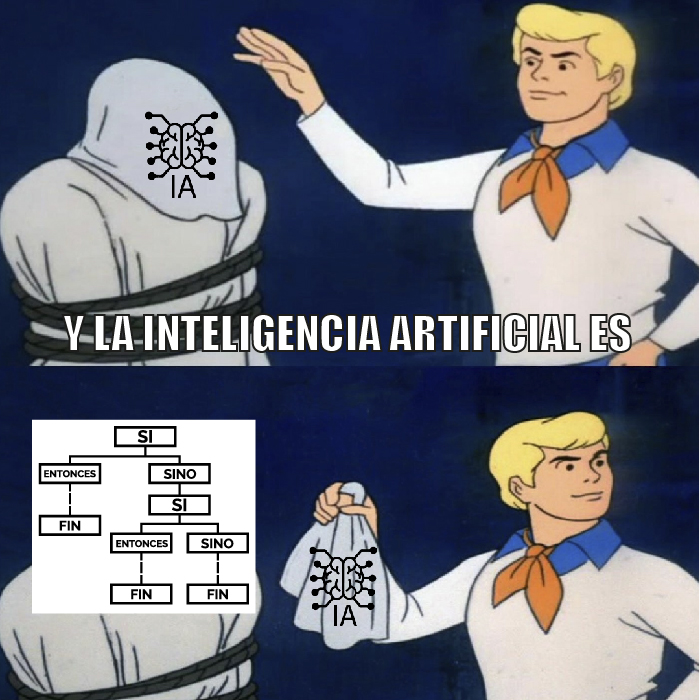 IA
Y LA INTELIGENCIA ARTIFICIAL ES
SI
ENTONCES
SINO
SI
FIN
ENTONCES
SINO
FIN
FIN
IA